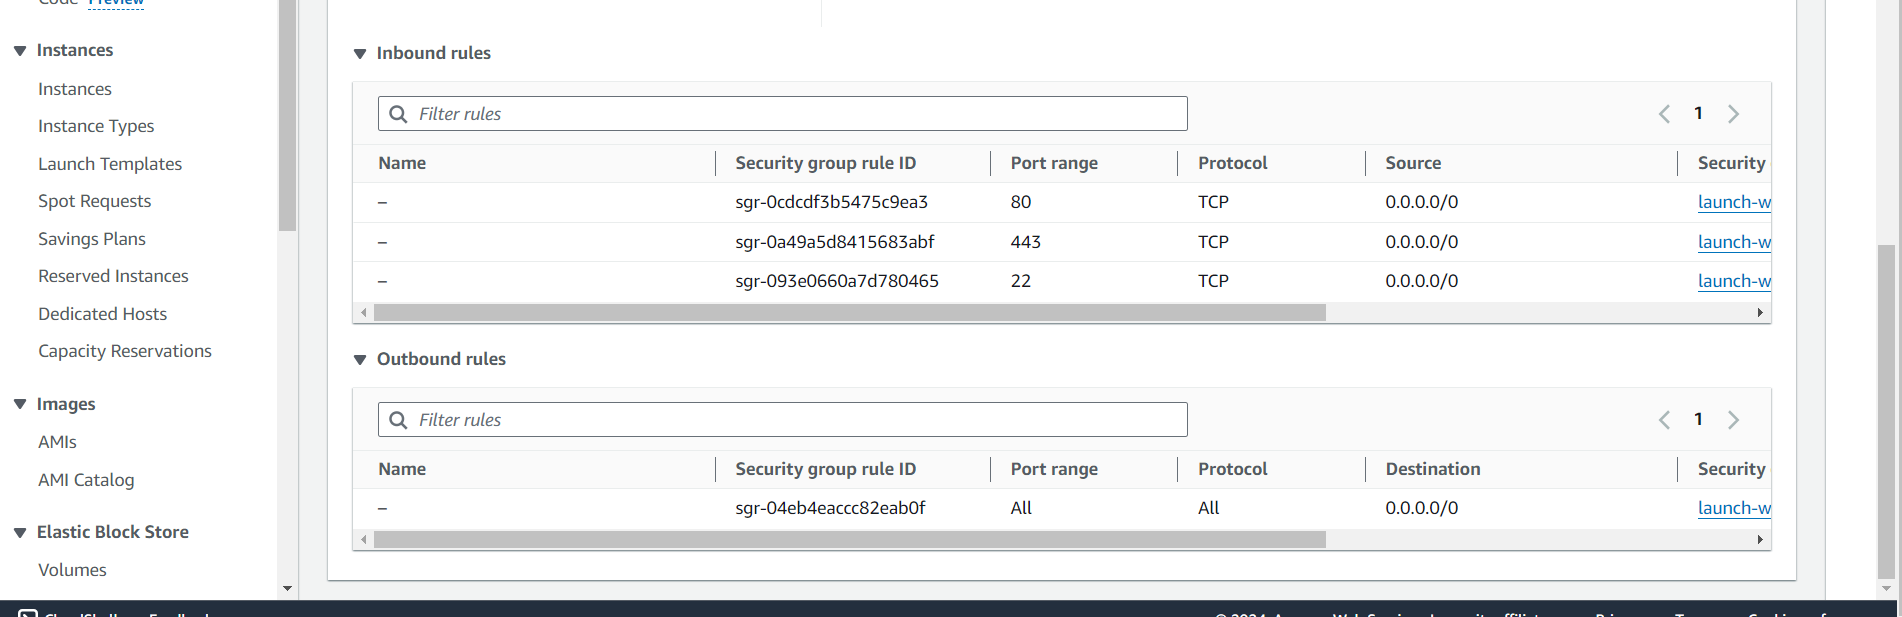 Code Preview
Instances
Instances
Instance Types
Launch Templates
Spot Requests
Savings Plans
Reserved Instances
Dedicated Hosts
Capacity Reservations
Images
AMIs
AMI Catalog
Elastic Block Store
Volumes
Inbound rules
Filter rules
1
Name Security group rule ID Port range Protocol Source Security
– sgr-0cdcdf3b5475c9ea3 80 TCP 0.0.0.0/0 launch-w
– sgr-0a49a5d8415683abf 443 TCP 0.0.0.0/0 launch-w
– sgr-093e0660a7d780465 22 TCP 0.0.0.0/0 launch-w
Outbound rules
Filter rules
1
Name Security group rule ID Port range Protocol Destination Security
– sgr-04eb4eaccc82eab0f All All 0.0.0.0/0 launch-w